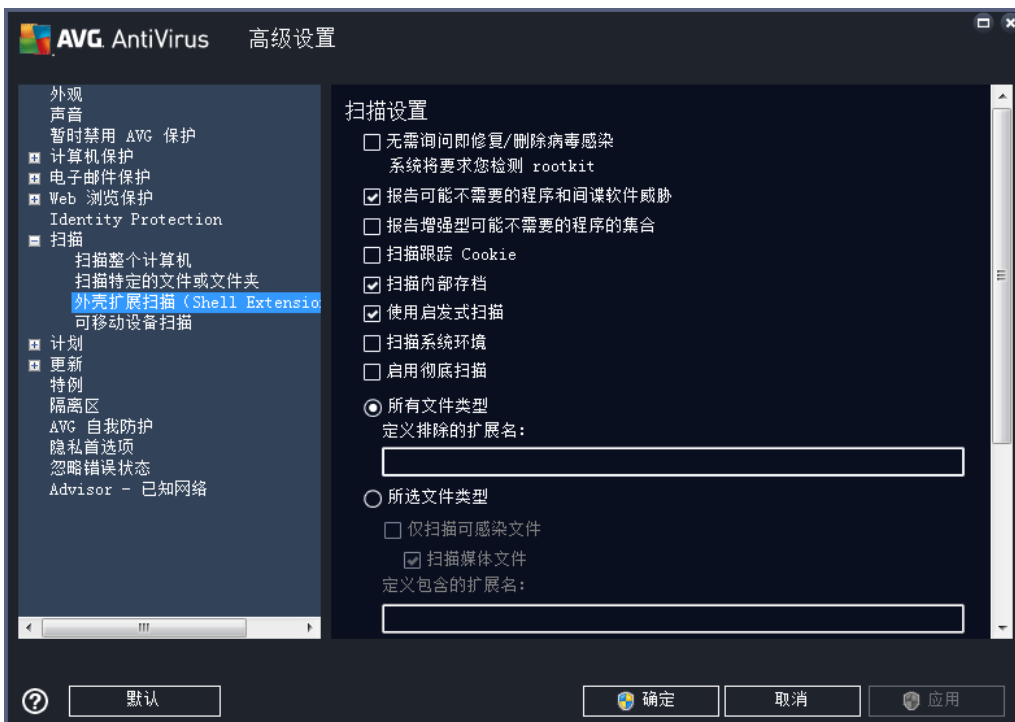 AVG AntiVirus 高级设置
外观
声音
暂时禁用 AVG 保护
计算机保护
电子邮件保护
Web 浏览保护
Identity Protection
扫描
扫描整个计算机
扫描特定的文件或文件夹
外壳扩展扫描（Shell Extensio
可移动设备扫描
计划
更新
特例
隔离区
AVG 自我防护
隐私首选项
忽略错误状态
Advisor - 已知网络
扫描设置
无需询问即修复/删除病毒感染
系统将要求您检测 rootkit
报告可能不需要的程序和间谍软件威胁
报告增强型可能不需要的程序的集合
扫描跟踪 Cookie
扫描内部存档
使用启发式扫描
扫描系统环境
启用彻底扫描
所有文件类型
定义排除的扩展名：
所选文件类型
仅扫描可感染文件
扫描媒体文件
定义包含的扩展名：
默认
确定
取消
应用